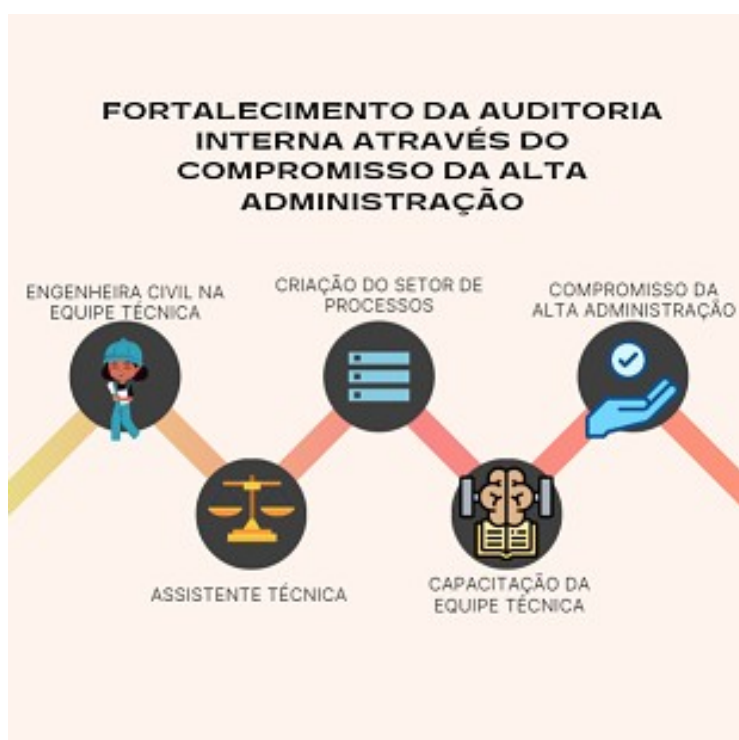 FORTALECIMENTO DA AUDITORIA
INTERNA ATRAVÉS DO
COMPROMISSO DA ALTA
ADMINISTRAÇÃO
ENGENHEIRA CIVIL NA
EQUIPE TÉCNICA
CRIAÇÃO DO SETOR DE
PROCESSOS
COMPROMISSO DA
ALTA ADMINISTRAÇÃO
ASSISTENTE TÉCNICA
CAPACITAÇÃO DA
EQUIPE TÉCNICA